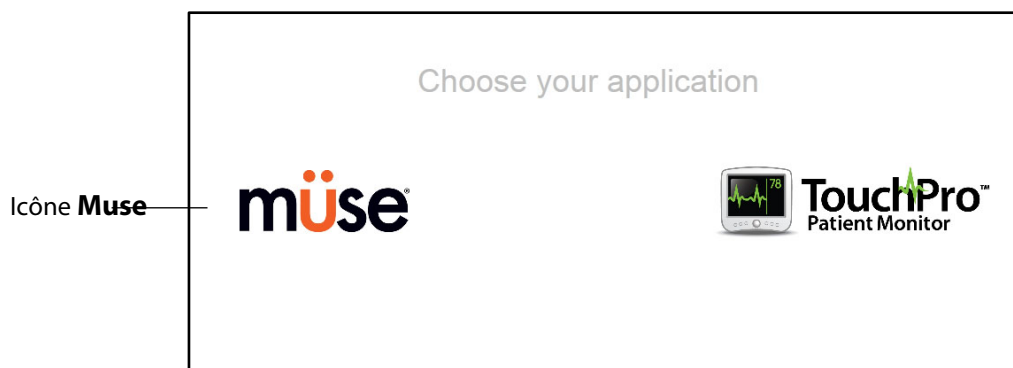 Choose your application
Icône Muse
müse®
78
TouchPro™
Patient Monitor